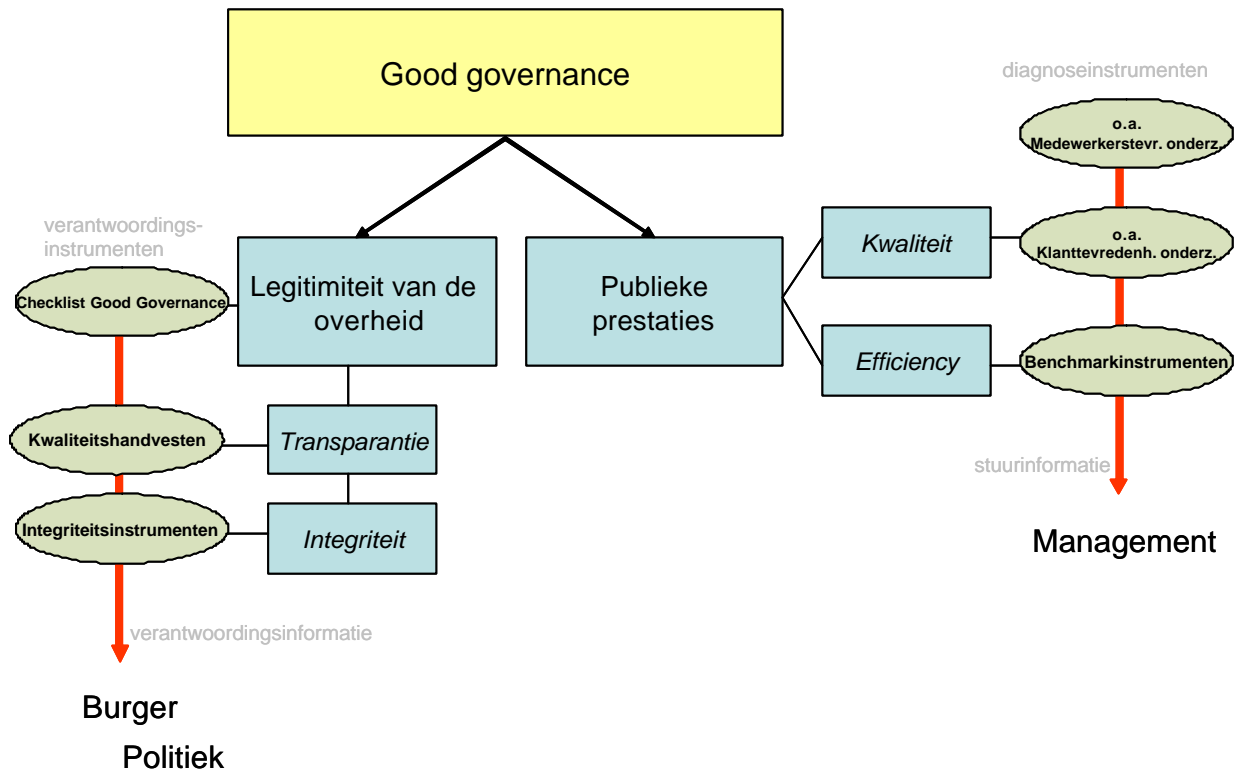 Good governance
diagnoseinstrumenten
o.a.
Medewerkerstevr. onderz.
verantwoordings-
instrumenten
Kwaliteit
o.a.
Klanttevredenh. onderz.
Checklist Good Governance
Legitimiteit van de
overheid
Publieke
prestaties
Efficiency
Benchmarkinstrumenten
Kwaliteitshandvesten
Transparantie
stuurinformatie
Integriteitsinstrumenten
Integriteit
Management
verantwoordingsinformatie
Burger
Politiek